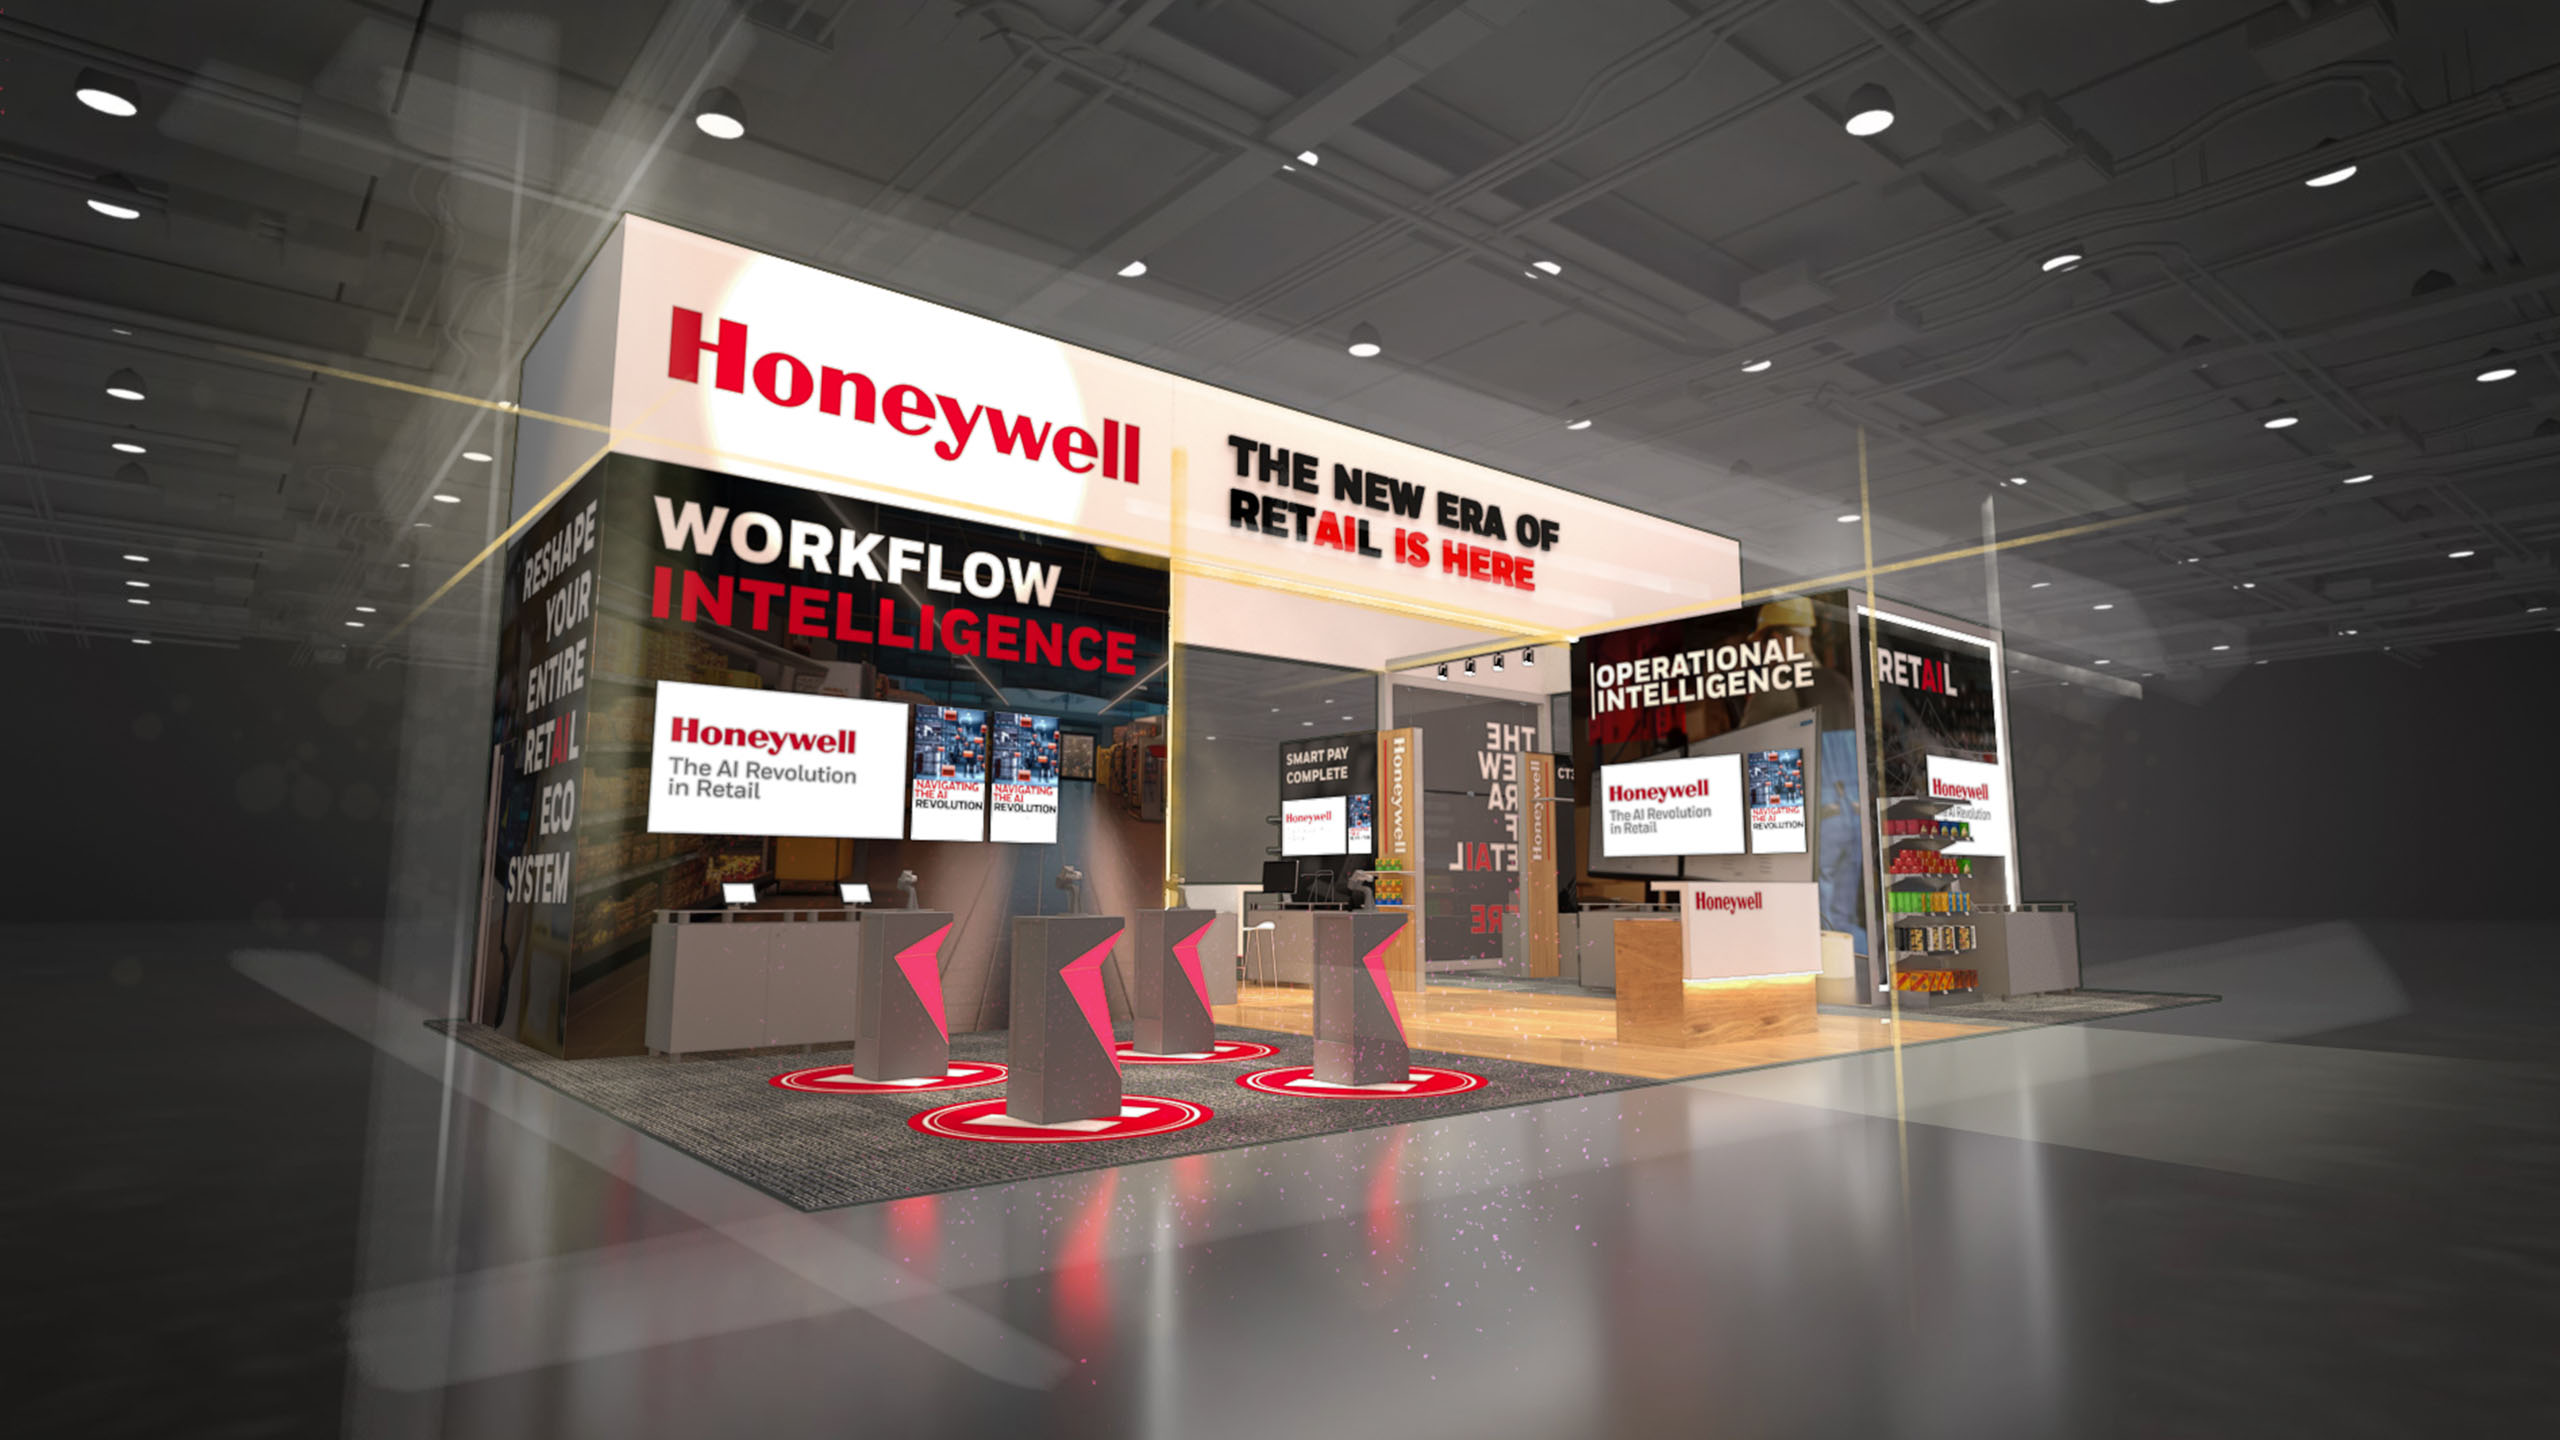 Honeywell
THE NEW ERA OF
RETAIL IS HERE
WORKFLOW
INTELLIGENCE
RESHAPE
YOUR
ENTIRE
RETAIL
ECO
SYSTEM
Honeywell
The AI Revolution
in Retail
NAVIGATING
THE AI
REVOLUTION
NAVIGATING
THE AI
REVOLUTION
SMART PAY
COMPLETE
Honeywell
Honeywell
THE
NEW
RETAIL
Honeywell
OPERATIONAL
INTELLIGENCE
Honeywell
The AI Revolution
in Retail
NAVIGATING
THE AI
REVOLUTION
Honeywell
RETAIL
Honeywell